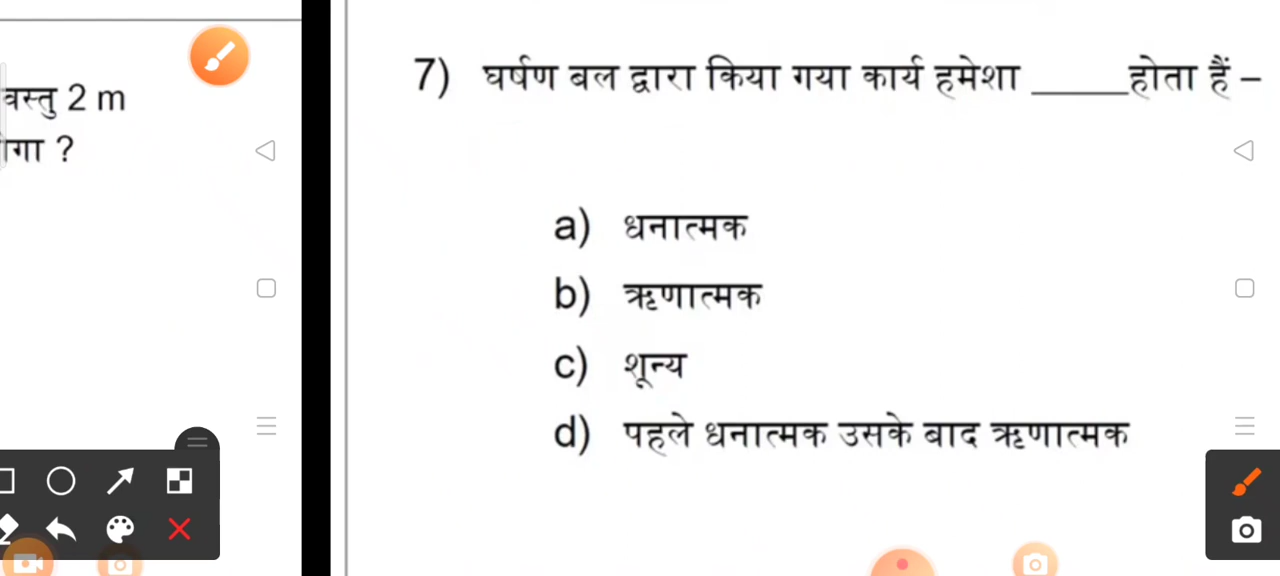 वस्तु 2 m
गा ?
7) घर्षण बल द्वारा किया गया कार्य हमेशा _____होता हैं –
a) धनात्मक
b) ऋणात्मक
c) शून्य
d) पहले धनात्मक उसके बाद ऋणात्मक